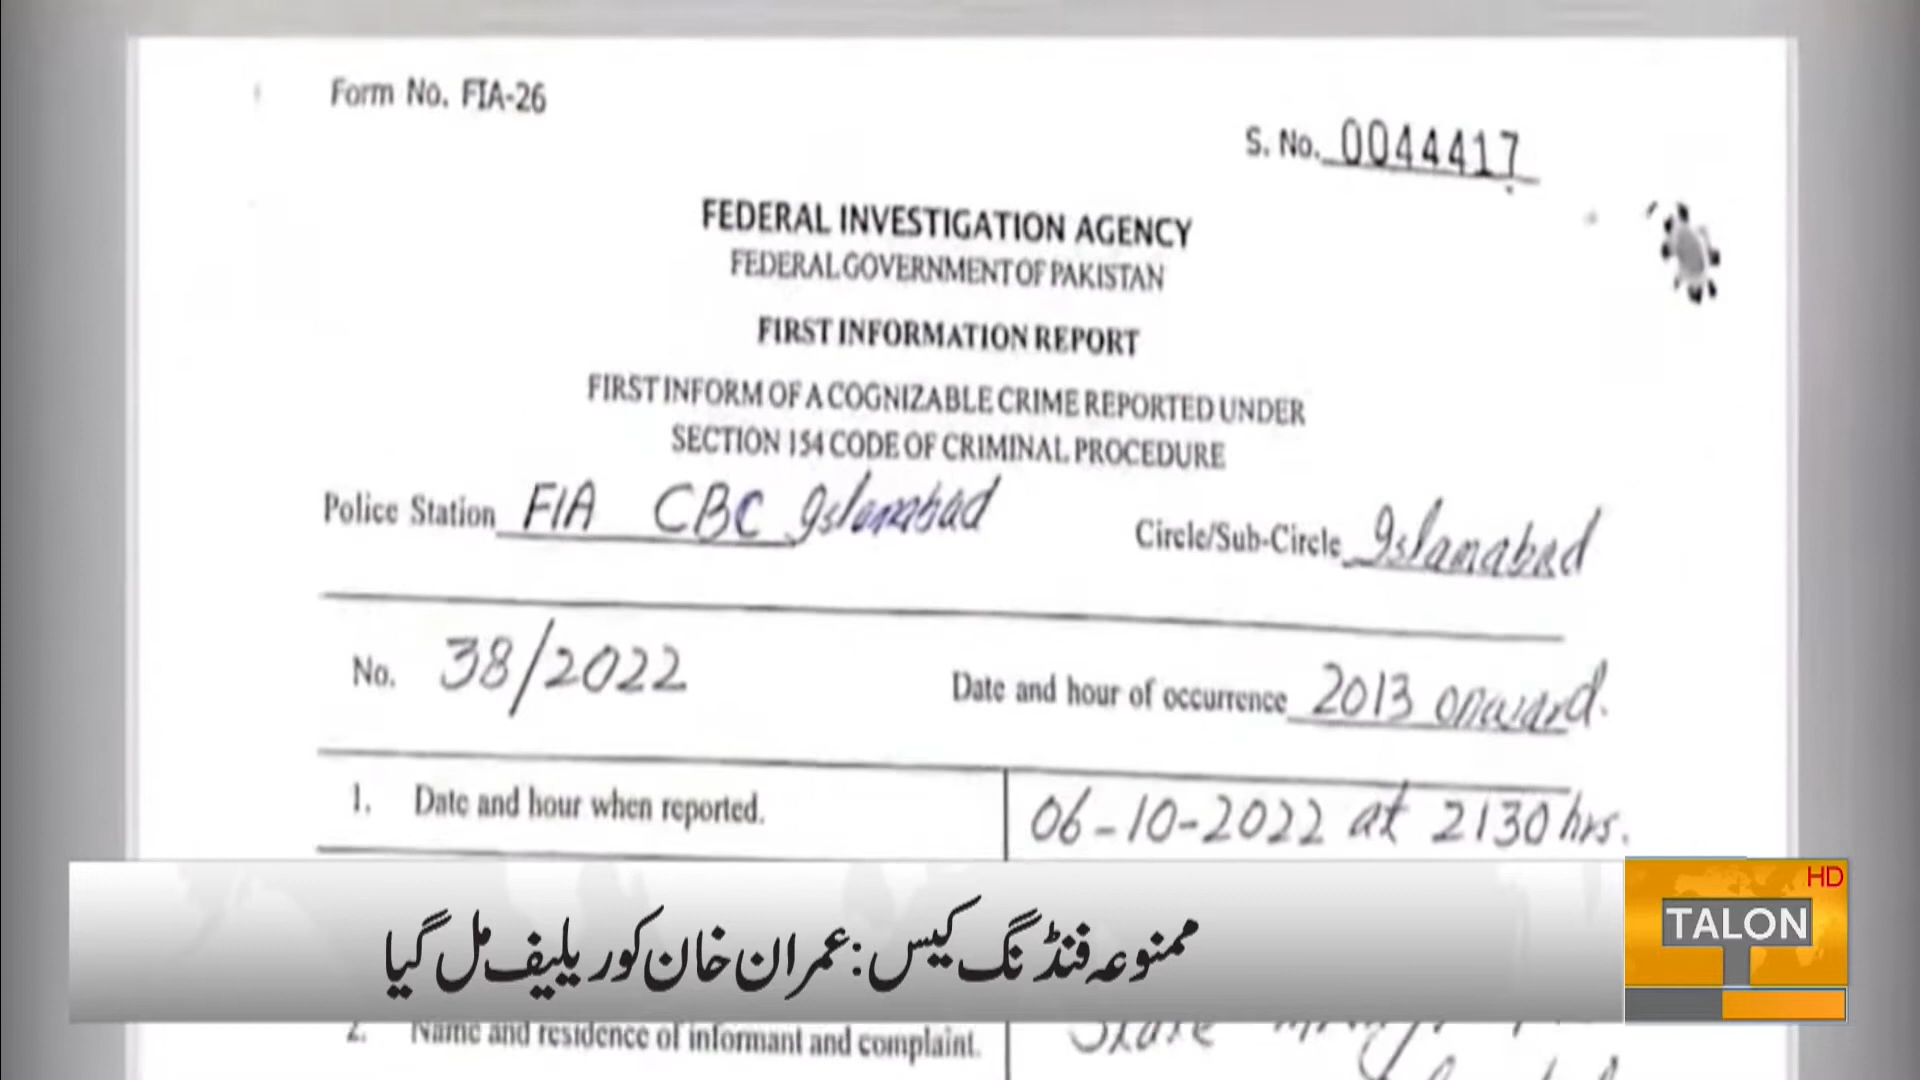 Form No. FIA-26
S. No. 0044417
FEDERAL INVESTIGATION AGENCY
FEDERAL GOVERNMENT OF PAKISTAN
FIRST INFORMATION REPORT
FIRST INFORM OF A COGNIZABLE CRIME REPORTED UNDER
SECTION 154 CODE OF CRIMINAL PROCEDURE
Police Station FIA CBC Islamabad Circle/Sub-Circle Islamabad
No. 38/2022 Date and hour of occurrence 2013 onward.
1. Date and hour when reported. 06-10-2022 at 2130 hrs.
ممنوعہ فنڈنگ کیس: عمران خان کو ریلیف مل گیا
HD
TALON
2. Name and residence of informant and complaint. State